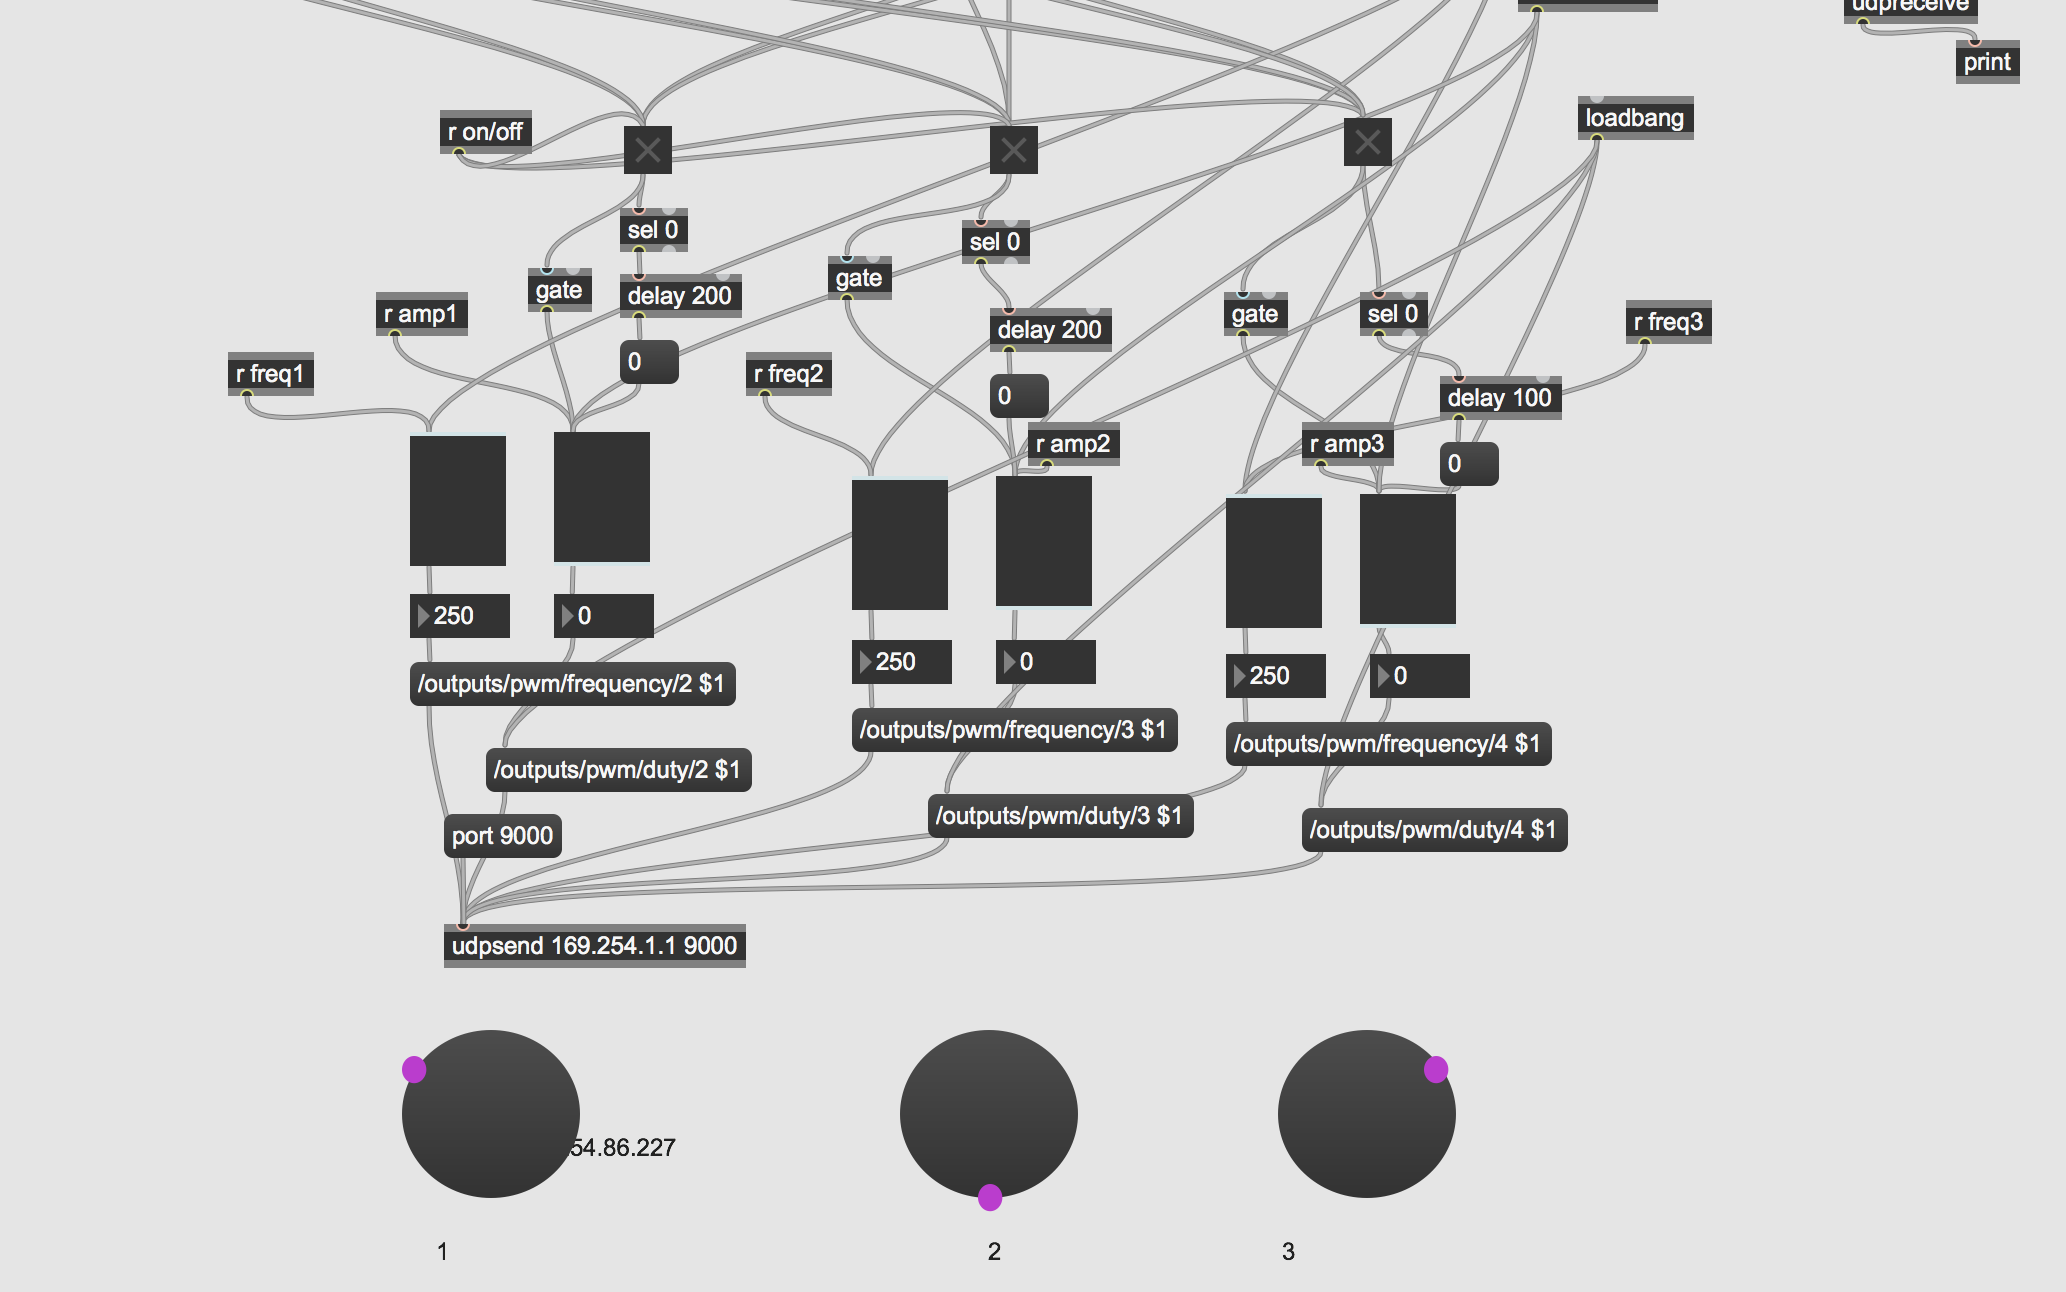 udpreceive
print
loadbang
r on/off
sel 0
sel 0
gate
gate
delay 200
r amp1
gate
sel 0
r freq3
delay 200
0
r freq1
r freq2
0
delay 100
r amp2
r amp3
0
250
0
250
0
250
0
/outputs/pwm/frequency/2 $1
/outputs/pwm/frequency/3 $1
/outputs/pwm/frequency/4 $1
/outputs/pwm/duty/2 $1
/outputs/pwm/duty/3 $1
/outputs/pwm/duty/4 $1
port 9000
udpsend 169.254.1.1 9000
54.86.227
1
2
3